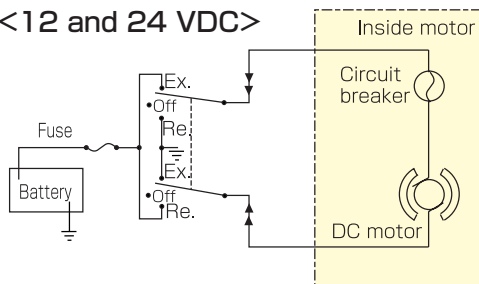 <12 and 24 VDC>
Inside motor
Ex.
Circuit
breaker
Off
Fuse
Re.
Ex.
Battery
Off
Re.
DC motor